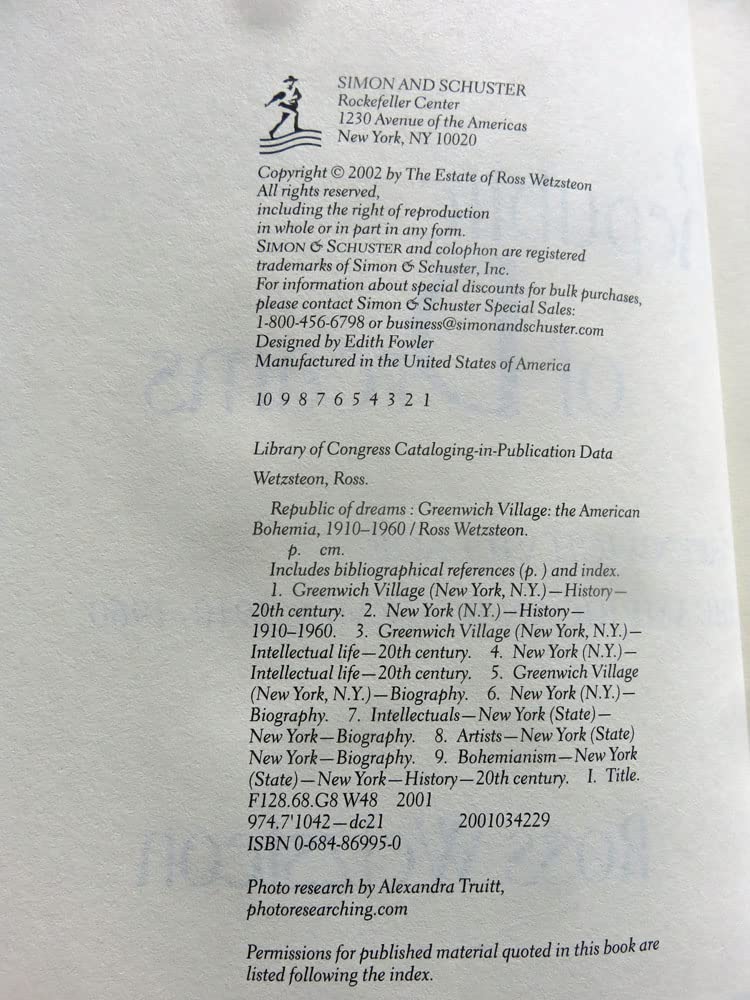 SIMON AND SCHUSTER
Rockefeller Center
1230 Avenue of the Americas
New York, NY 10020
Copyright © 2002 by The Estate of Ross Wetzsteon
All rights reserved,
including the right of reproduction
in whole or in part in any form.
SIMON & SCHUSTER and colophon are registered
trademarks of Simon & Schuster, Inc.
For information about special discounts for bulk purchases,
please contact Simon & Schuster Special Sales:
1-800-456-6798 or business@simonandschuster.com
Designed by Edith Fowler
Manufactured in the United States of America
10 9 8 7 6 5 4 3 2 1
Library of Congress Cataloging-in-Publication Data
Wetzsteon, Ross.
Republic of dreams : Greenwich Village: the American
Bohemia, 1910–1960 / Ross Wetzsteon.
p. cm.
Includes bibliographical references (p. ) and index.
1. Greenwich Village (New York, N.Y.)—History—
20th century. 2. New York (N.Y.)—History—
1910–1960. 3. Greenwich Village (New York, N.Y.)—
Intellectual life—20th century. 4. New York (N.Y.)—
Intellectual life—20th century. 5. Greenwich Village
(New York, N.Y.)—Biography. 6. New York (N.Y.)—
Biography. 7. Intellectuals—New York (State)—
New York—Biography. 8. Artists—New York (State)
New York—Biography. 9. Bohemianism—New York
(State)—New York—History—20th century. I. Title.
F128.68.G8 W48 2001
974.7'1042—dc21 2001034229
ISBN 0-684-86995-0
Photo research by Alexandra Truitt,
photoresearching.com
Permissions for published material quoted in this book are
listed following the index.